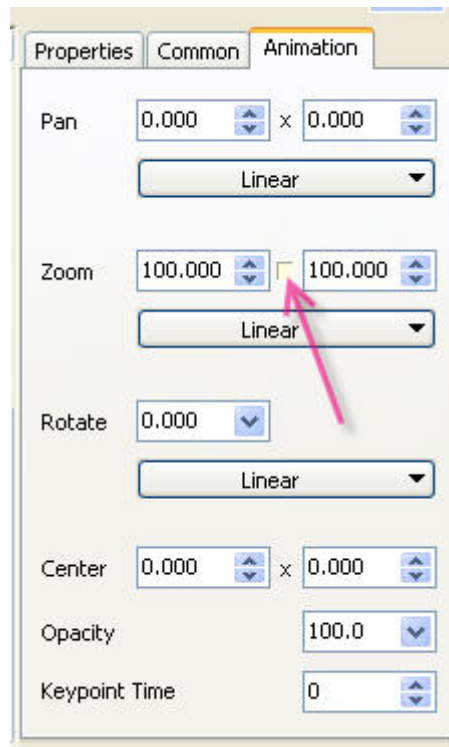 Properties Common Animation
Pan 0.000 x 0.000
Linear
Zoom 100.000 100.000
Linear
Rotate 0.000
Linear
Center 0.000 x 0.000
Opacity 100.0
Keypoint Time 0